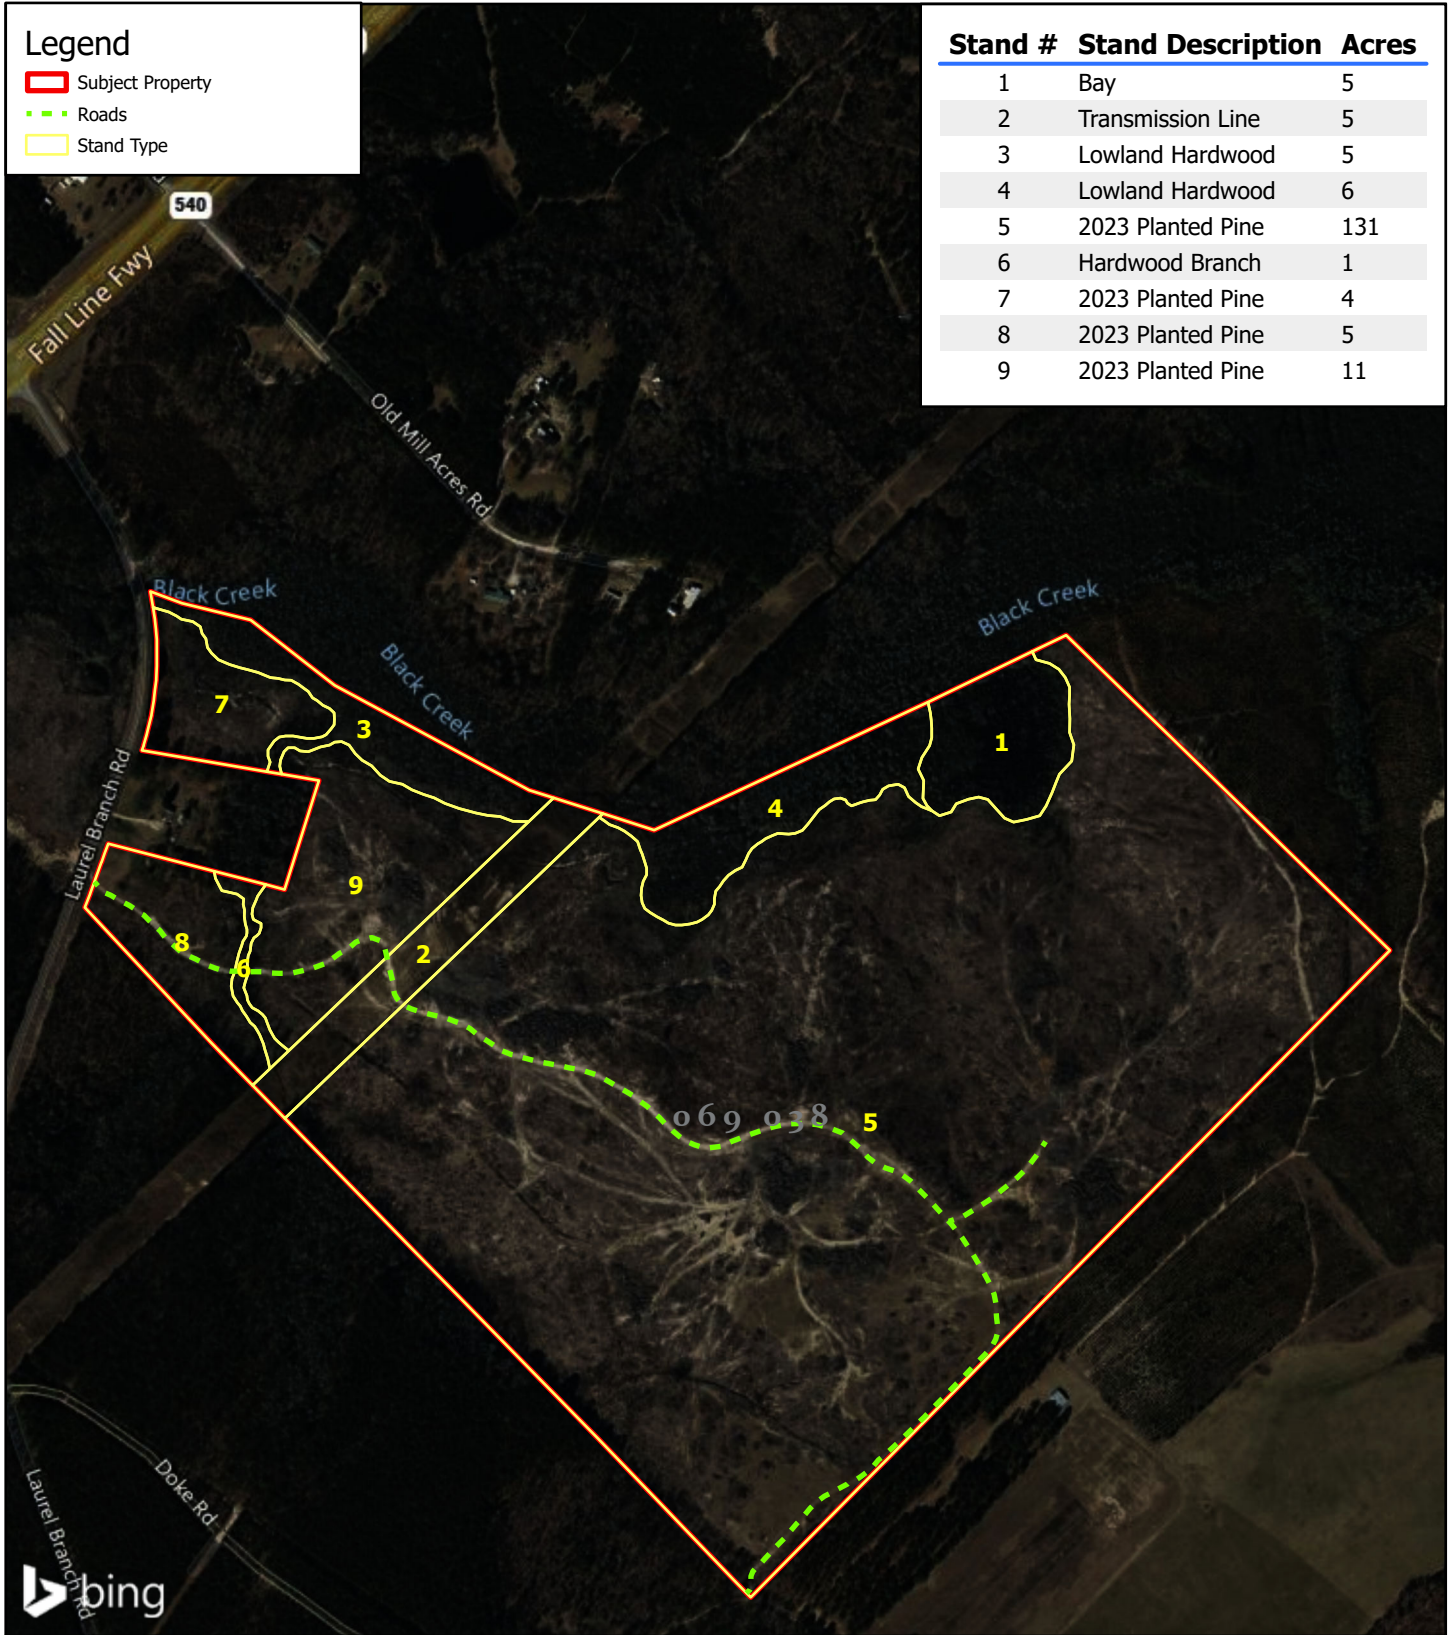 Legend
Subject Property
Roads
Stand Type
Stand # Stand Description Acres
1 Bay 5
2 Transmission Line 5
3 Lowland Hardwood 5
4 Lowland Hardwood 6
5 2023 Planted Pine 131
6 Hardwood Branch 1
7 2023 Planted Pine 4
8 2023 Planted Pine 5
9 2023 Planted Pine 11
540
Fall Line Fwy
Old Mill Acres Rd
Black Creek
Black Creek
Black Creek
7
3
1
4
Laurel Branch Rd
9
8
2
6
069 038
5
Doke Rd
Laurel Branch Rd
bing